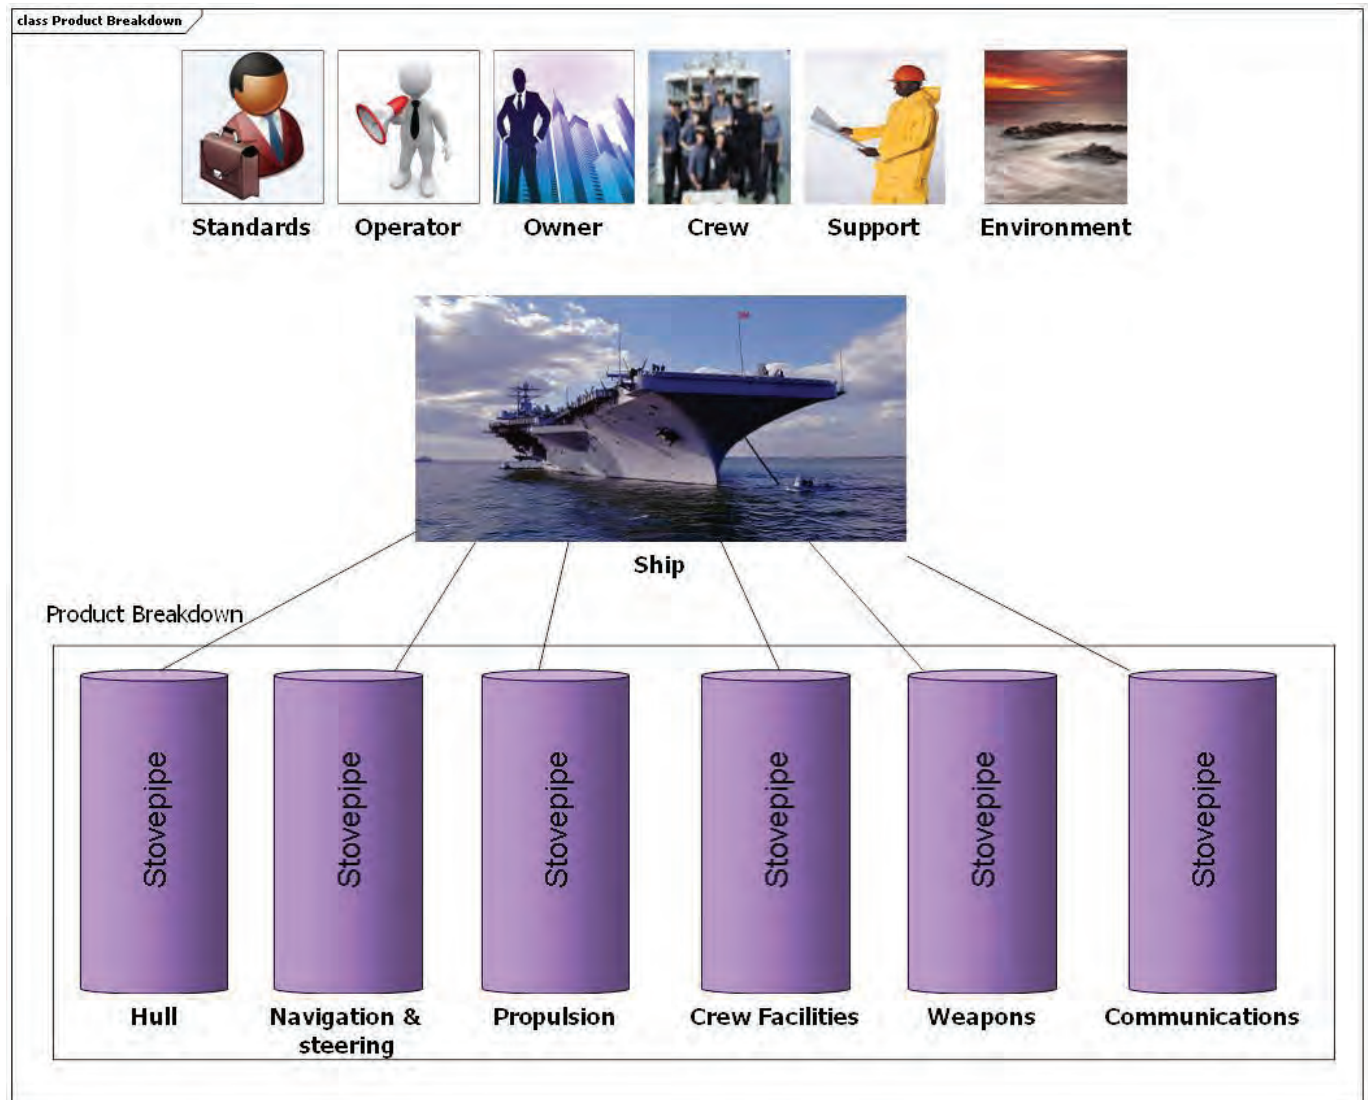 class Product Breakdown
Standards
Operator
Owner
Crew
Support
Environment
Ship
Product Breakdown
Stovepipe
Stovepipe
Stovepipe
Stovepipe
Stovepipe
Stovepipe
Hull
Navigation &
steering
Propulsion
Crew Facilities
Weapons
Communications